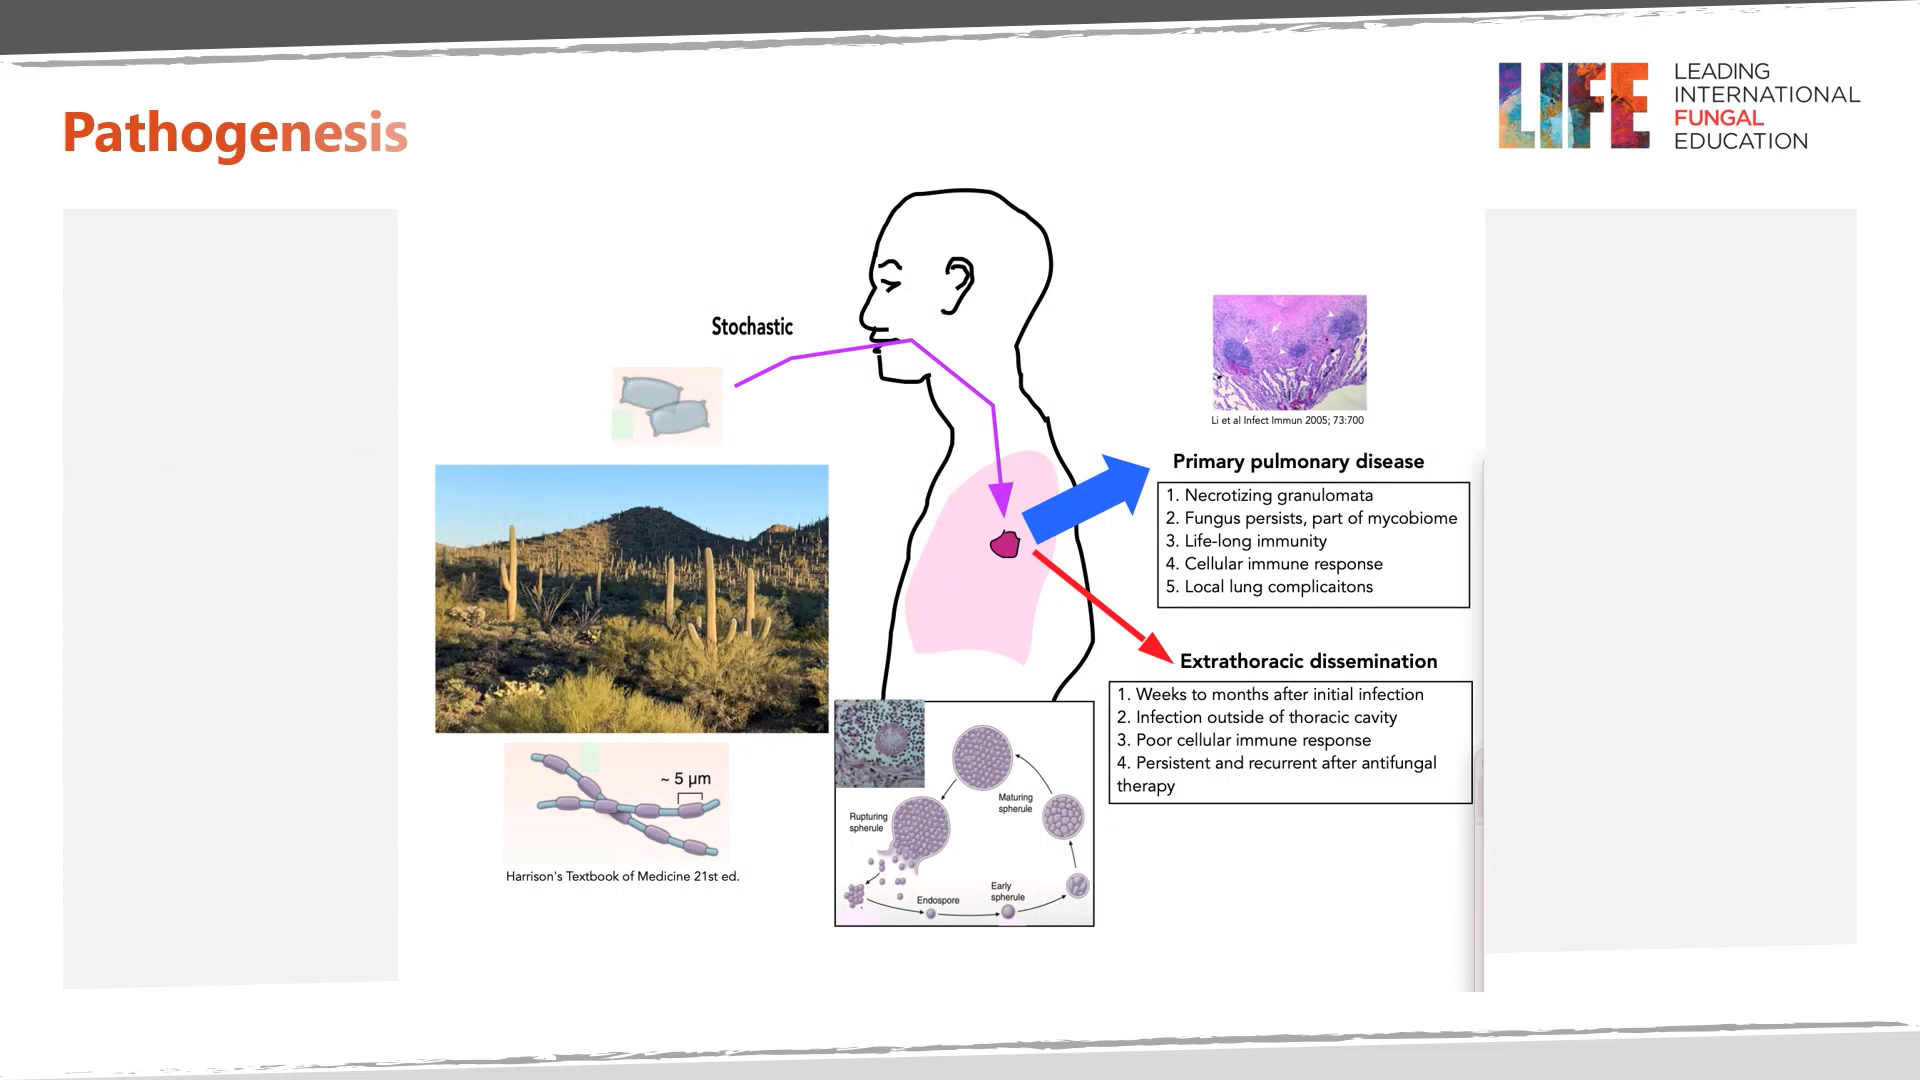 Pathogenesis
LIFE
LEADING
INTERNATIONAL
FUNGAL
EDUCATION
Stochastic
Li et al Infect Immun 2005; 73:700
Primary pulmonary disease
1. Necrotizing granulomata
2. Fungus persists, part of mycobiome
3. Life-long immunity
4. Cellular immune response
5. Local lung complicaitons
Extrathoracic dissemination
1. Weeks to months after initial infection
2. Infection outside of thoracic cavity
3. Poor cellular immune response
4. Persistent and recurrent after antifungal
therapy
~ 5 µm
Harrison's Textbook of Medicine 21st ed.
Maturing
spherule
Rupturing
spherule
Endospore
Early
spherule